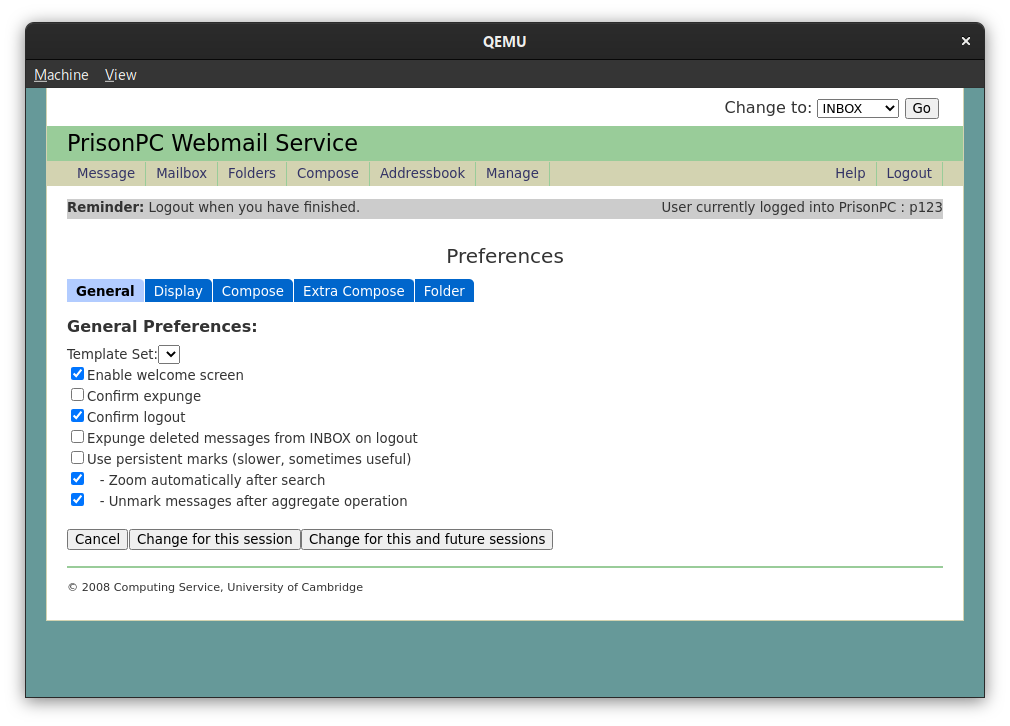 QEMU ×
Machine View
Change to: INBOX Go
PrisonPC Webmail Service
Message Mailbox Folders Compose Addressbook Manage Help Logout
Reminder: Logout when you have finished. User currently logged into PrisonPC : p123
Preferences
General Display Compose Extra Compose Folder
General Preferences:
Template Set:
Enable welcome screen
Confirm expunge
Confirm logout
Expunge deleted messages from INBOX on logout
Use persistent marks (slower, sometimes useful)
- Zoom automatically after search
- Unmark messages after aggregate operation
Cancel Change for this session Change for this and future sessions
© 2008 Computing Service, University of Cambridge